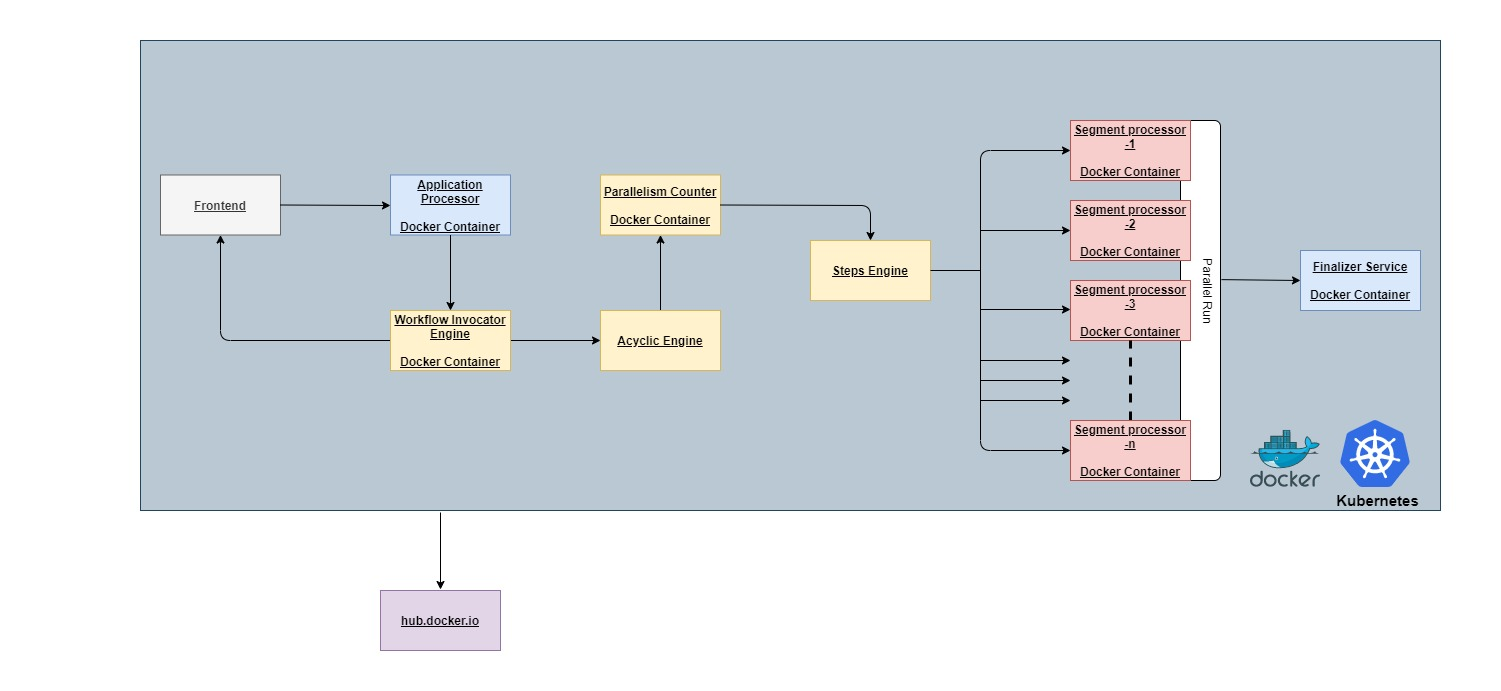 Frontend
Application
Processor
Docker Container
Workflow Invocator
Engine
Docker Container
Parallelism Counter
Docker Container
Acyclic Engine
Steps Engine
Segment processor
-1
Docker Container
Segment processor
-2
Docker Container
Segment processor
-3
Docker Container
Segment processor
-n
Docker Container
Parallel Run
Finalizer Service
Docker Container
docker
Kubernetes
hub.docker.io